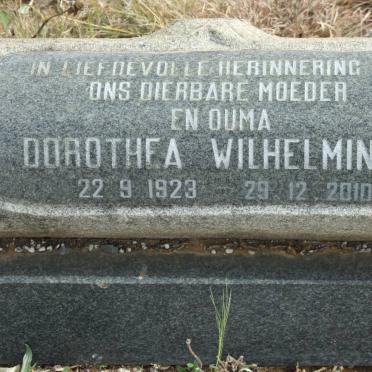 IN LIEFDEVOLLE HERINNERING
ONS DIERBARE MOEDER
EN OUMA
DOROTHEA WILHELMIN
22 9 1923 29 12 2010